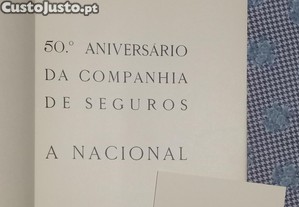 CustoJusto.pt
50.º ANIVERSÁRIO
DA COMPANHIA
DE SEGUROS
A NACIONAL